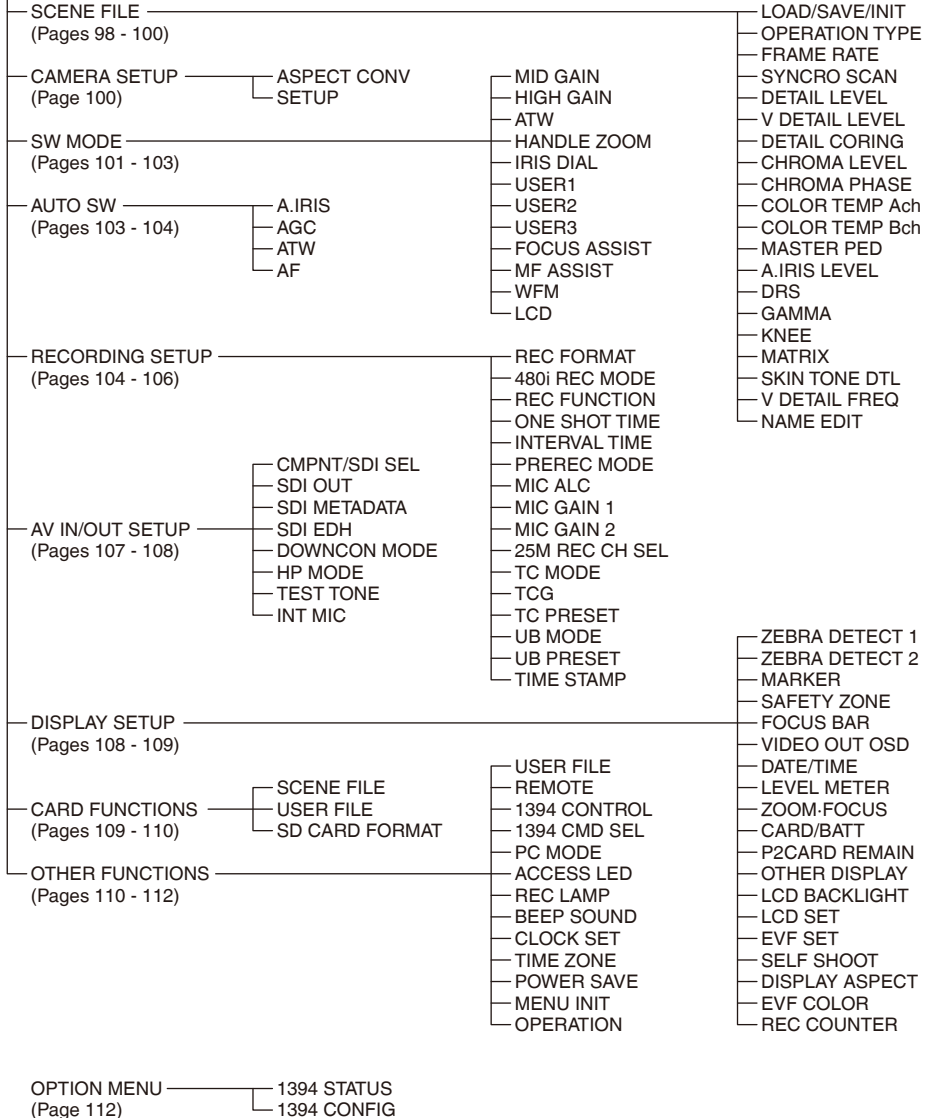 SCENE FILE
(Pages 98 - 100)
LOAD/SAVE/INIT
OPERATION TYPE
FRAME RATE
SYNCRO SCAN
DETAIL LEVEL
V DETAIL LEVEL
DETAIL CORING
CHROMA LEVEL
CHROMA PHASE
COLOR TEMP Ach
COLOR TEMP Bch
MASTER PED
A.IRIS LEVEL
DRS
GAMMA
KNEE
MATRIX
SKIN TONE DTL
V DETAIL FREQ
NAME EDIT
CAMERA SETUP
(Page 100)
ASPECT CONV
SETUP
SW MODE
(Pages 101 - 103)
MID GAIN
HIGH GAIN
ATW
HANDLE ZOOM
IRIS DIAL
USER1
USER2
USER3
FOCUS ASSIST
MF ASSIST
WFM
LCD
AUTO SW
(Pages 103 - 104)
A.IRIS
AGC
ATW
AF
RECORDING SETUP
(Pages 104 - 106)
REC FORMAT
480i REC MODE
REC FUNCTION
ONE SHOT TIME
INTERVAL TIME
PREREC MODE
MIC ALC
MIC GAIN 1
MIC GAIN 2
25M REC CH SEL
TC MODE
TCG
TC PRESET
UB MODE
UB PRESET
TIME STAMP
AV IN/OUT SETUP
(Pages 107 - 108)
CMPNT/SDI SEL
SDI OUT
SDI METADATA
SDI EDH
DOWNCON MODE
HP MODE
TEST TONE
INT MIC
DISPLAY SETUP
(Pages 108 - 109)
ZEBRA DETECT 1
ZEBRA DETECT 2
MARKER
SAFETY ZONE
FOCUS BAR
VIDEO OUT OSD
DATE/TIME
LEVEL METER
ZOOM·FOCUS
CARD/BATT
P2CARD REMAIN
OTHER DISPLAY
LCD BACKLIGHT
LCD SET
EVF SET
SELF SHOOT
DISPLAY ASPECT
EVF COLOR
REC COUNTER
CARD FUNCTIONS
(Pages 109 - 110)
SCENE FILE
USER FILE
SD CARD FORMAT
OTHER FUNCTIONS
(Pages 110 - 112)
USER FILE
REMOTE
1394 CONTROL
1394 CMD SEL
PC MODE
ACCESS LED
REC LAMP
BEEP SOUND
CLOCK SET
TIME ZONE
POWER SAVE
MENU INIT
OPERATION
OPTION MENU
(Page 112)
1394 STATUS
1394 CONFIG